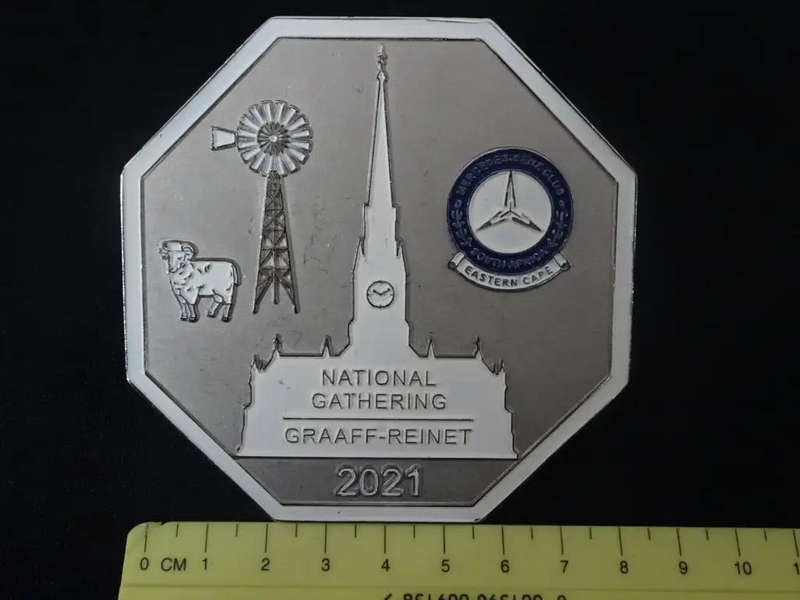 MERCEDES-BENZ CLUB
SOUTH AFRICA
EASTERN CAPE
NATIONAL
GATHERING
GRAAFF-REINET
2021
0 CM 1 2 3 4 5 6 7 8 9 10